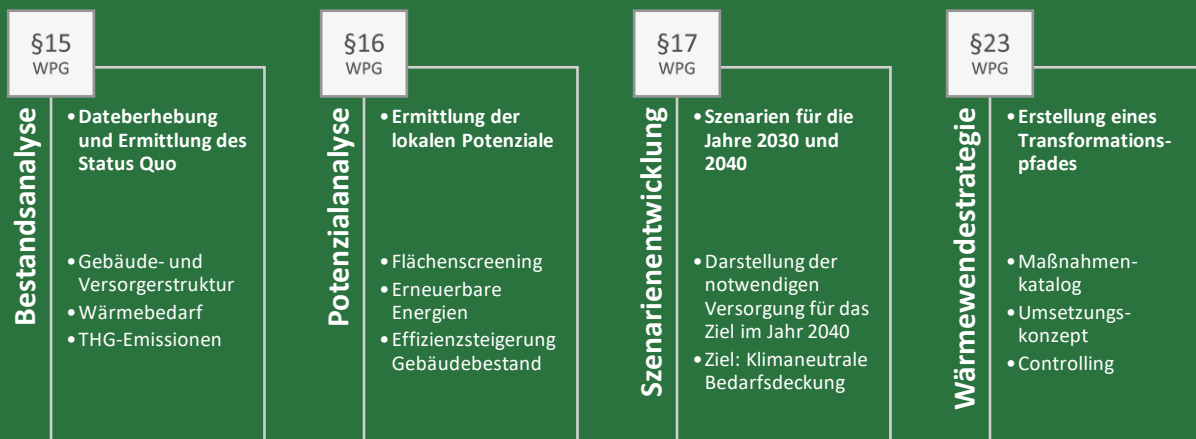 §15
WPG
Bestandsanalyse
• Dateberhebung
und Ermittlung des
Status Quo
• Gebäude- und
Versorgerstruktur
• Wärmebedarf
• THG-Emissionen
§16
WPG
Potenzialanalyse
• Ermittlung der
lokalen Potenziale
• Flächenscreening
• Erneuerbare
Energien
• Effizienzsteigerung
Gebäudebestand
§17
WPG
Szenarienentwicklung
• Szenarien für die
Jahre 2030 und
2040
• Darstellung der
notwendigen
Versorgung für das
Ziel im Jahr 2040
• Ziel: Klimaneutrale
Bedarfsdeckung
§23
WPG
Wärmewendestrategie
• Erstellung eines
Transformations-
pfades
• Maßnahmen-
katalog
• Umsetzungs-
konzept
• Controlling